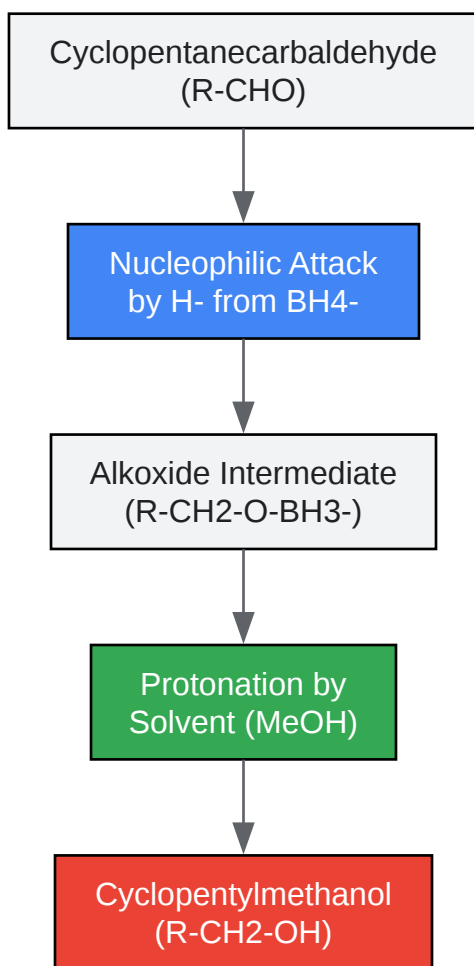 Cyclopentanecarbaldehyde
(R-CHO)
Nucleophilic Attack
by H- from BH4-
Alkoxide Intermediate
(R-CH2-O-BH3-)
Protonation by
Solvent (MeOH)
Cyclopentylmethanol
(R-CH2-OH)